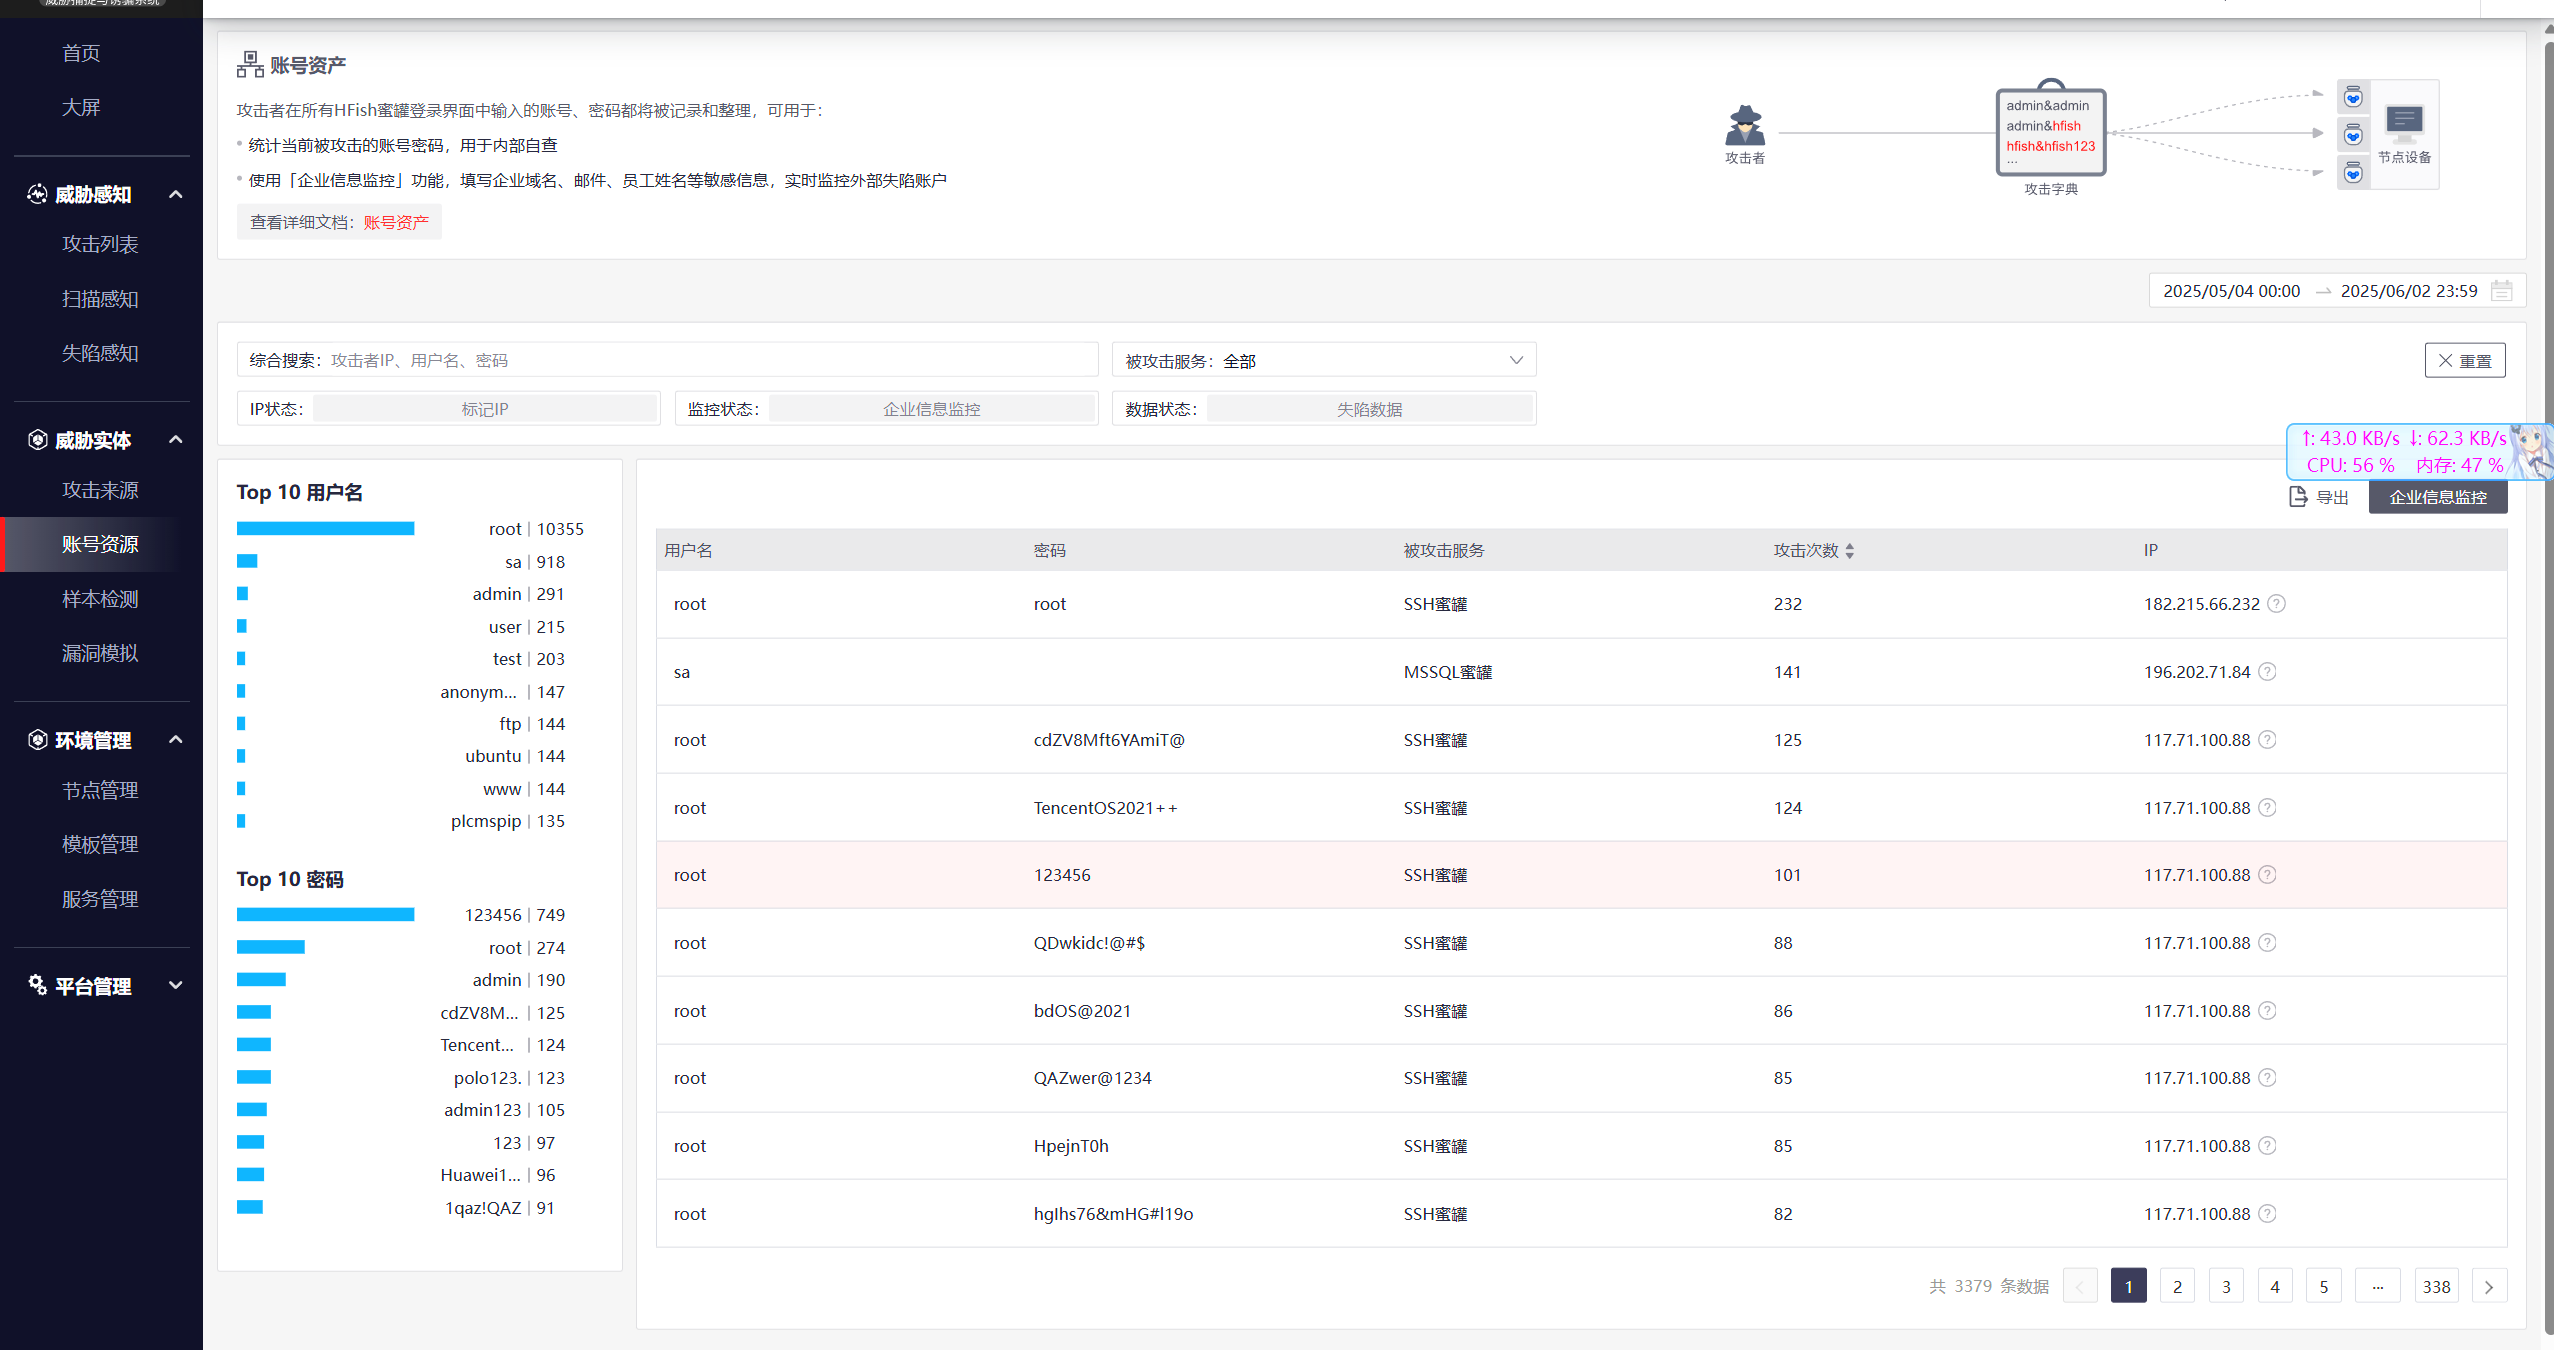 威胁捕捉与诱骗系统
首页
大屏
威胁感知
攻击列表
扫描感知
失陷感知
威胁实体
攻击来源
账号资源
样本检测
漏洞模拟
环境管理
节点管理
模板管理
服务管理
平台管理
账号资产
攻击者在所有HFish蜜罐登录界面中输入的账号、密码都将被记录和整理，可用于：
统计当前被攻击的账号密码，用于内部自查
使用「企业信息监控」功能，填写企业域名、邮件、员工姓名等敏感信息，实时监控外部失陷账户
查看详细文档：账号资产
攻击者
admin&admin
admin&hfish
hfish&hfish123
...
攻击字典
节点设备
2025/05/04 00:00 → 2025/06/02 23:59
综合搜索：攻击者IP、用户名、密码
被攻击服务：全部
重置
IP状态： 标记IP
监控状态： 企业信息监控
数据状态： 失陷数据
↑: 43.0 KB/s ↓: 62.3 KB/s
CPU: 56 % 内存: 47 %
导出 企业信息监控
Top 10 用户名
root | 10355
sa | 918
admin | 291
user | 215
test | 203
anonym... | 147
ftp | 144
ubuntu | 144
www | 144
plcmspip | 135
Top 10 密码
123456 | 749
root | 274
admin | 190
cdZV8M... | 125
Tencent... | 124
polo123. | 123
admin123 | 105
123 | 97
Huawei1... | 96
1qaz!QAZ | 91
用户名 密码 被攻击服务 攻击次数 IP
root root SSH蜜罐 232 182.215.66.232
sa MSSQL蜜罐 141 196.202.71.84
root cdZV8Mft6YAmiT@ SSH蜜罐 125 117.71.100.88
root TencentOS2021++ SSH蜜罐 124 117.71.100.88
root 123456 SSH蜜罐 101 117.71.100.88
root QDwkidc!@#$ SSH蜜罐 88 117.71.100.88
root bdOS@2021 SSH蜜罐 86 117.71.100.88
root QAZwer@1234 SSH蜜罐 85 117.71.100.88
root HpejnT0h SSH蜜罐 85 117.71.100.88
root hgIhs76&mHG#l19o SSH蜜罐 82 117.71.100.88
共 3379 条数据 1 2 3 4 5 ··· 338